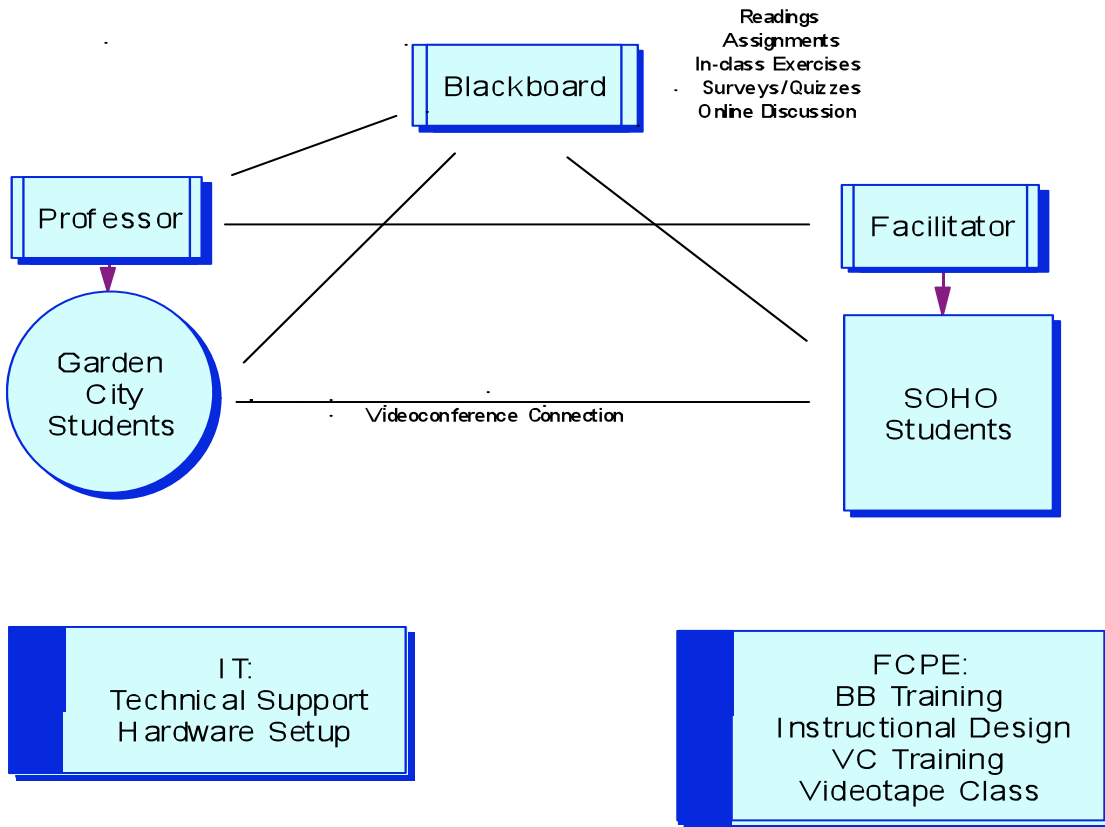 Readings
Assignments
In-class Exercises
Surveys/Quizzes
Online Discussion
Blackboard
Professor
Facilitator
Garden
City
Students
SOHO
Students
Videoconference Connection
IT:
Technical Support
Hardware Setup
FCPE:
BB Training
Instructional Design
VC Training
Videotape Class